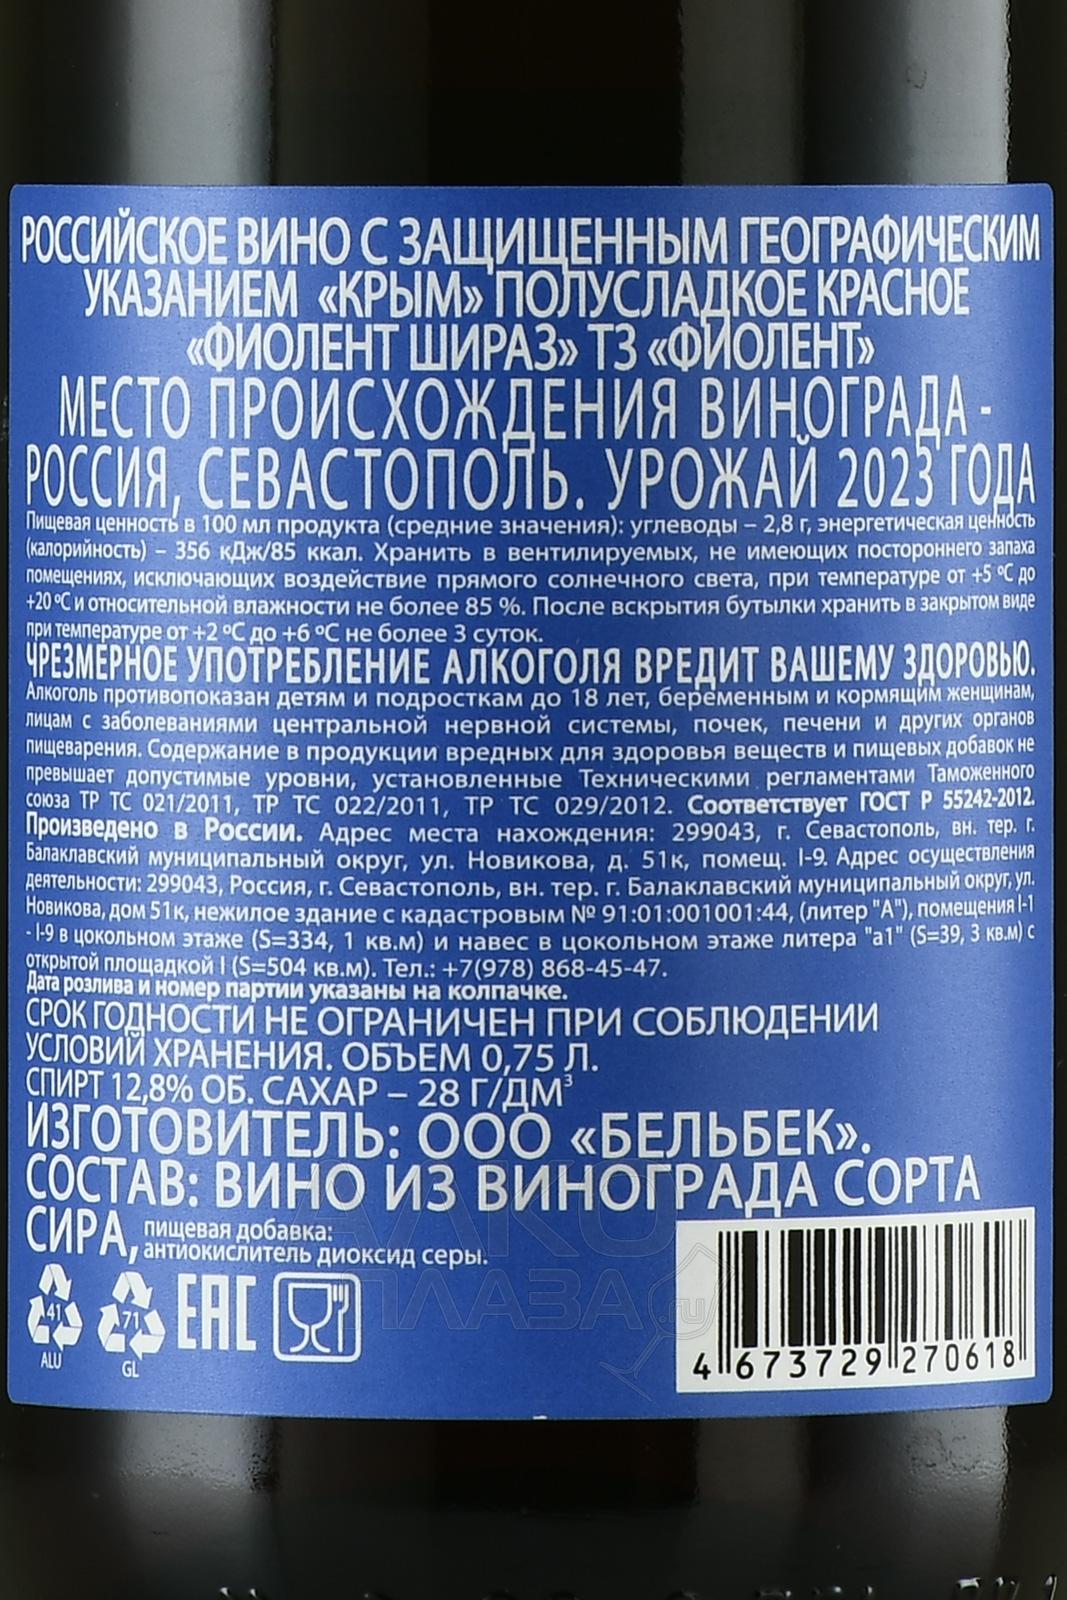 РОССИЙСКОЕ ВИНО С ЗАЩИЩЕННЫМ ГЕОГРАФИЧЕСКИМ
УКАЗАНИЕМ «КРЫМ» ПОЛУСЛАДКОЕ КРАСНОЕ
«ФИОЛЕНТ ШИРАЗ» ТЗ «ФИОЛЕНТ»
МЕСТО ПРОИСХОЖДЕНИЯ ВИНОГРАДА -
РОССИЯ, СЕВАСТОПОЛЬ. УРОЖАЙ 2023 ГОДА
Пищевая ценность в 100 мл продукта (средние значения): углеводы – 2,8 г, энергетическая ценность
(калорийность) – 356 кДж/85 ккал. Хранить в вентилируемых, не имеющих постороннего запаха
помещениях, исключающих воздействие прямого солнечного света, при температуре от +5 ºС до
+20 ºС и относительной влажности не более 85 %. После вскрытия бутылки хранить в закрытом виде
при температуре от +2 ºС до +6 ºС не более 3 суток.
ЧРЕЗМЕРНОЕ УПОТРЕБЛЕНИЕ АЛКОГОЛЯ ВРЕДИТ ВАШЕМУ ЗДОРОВЬЮ.
Алкоголь противопоказан детям и подросткам до 18 лет, беременным и кормящим женщинам,
лицам с заболеваниями центральной нервной системы, почек, печени и других органов
пищеварения. Содержание в продукции вредных для здоровья веществ и пищевых добавок не
превышает допустимые уровни, установленные Техническими регламентами Таможенного
союза ТР ТС 021/2011, ТР ТС 022/2011, ТР ТС 029/2012. Соответствует ГОСТ Р 55242-2012.
Произведено в России. Адрес места нахождения: 299043, г. Севастополь, вн. тер. г.
Балаклавский муниципальный округ, ул. Новикова, д. 51к, помещ. I-9. Адрес осуществления
деятельности: 299043, Россия, г. Севастополь, вн. тер. г. Балаклавский муниципальный округ, ул.
Новикова, дом 51к, нежилое здание с кадастровым № 91:01:001001:44, (литер "А"), помещения I-1
- I-9 в цокольном этаже (S=334, 1 кв.м) и навес в цокольном этаже литера "а1" (S=39, 3 кв.м) с
открытой площадкой I (S=504 кв.м). Тел.: +7(978) 868-45-47.
Дата розлива и номер партии указаны на колпачке.
СРОК ГОДНОСТИ НЕ ОГРАНИЧЕН ПРИ СОБЛЮДЕНИИ
УСЛОВИЙ ХРАНЕНИЯ. ОБЪЕМ 0,75 Л.
СПИРТ 12,8% ОБ. САХАР – 28 Г/ДМ³
ИЗГОТОВИТЕЛЬ: ООО «БЕЛЬБЕК».
СОСТАВ: ВИНО ИЗ ВИНОГРАДА СОРТА
СИРА, пищевая добавка:
антиокислитель диоксид серы.
АЛКО
ПЛАЗА.ru
41
ALU
71
GL
EAC
4 673729 270618